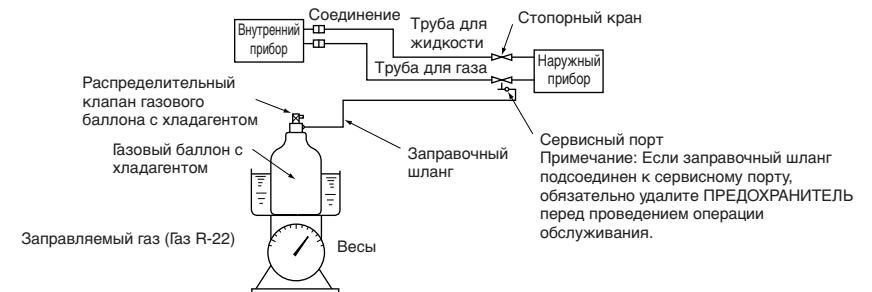 Соединение
Труба для
жидкости
Стопорный кран
Внутренний
прибор
Труба для газа
Наружный
прибор
Распределительный
клапан газового
баллона с хладагентом
Газовый баллон с
хладагентом
Заправочный
шланг
Сервисный порт
Примечание: Если заправочный шланг
подсоединен к сервисному порту,
обязательно удалите ПРЕДОХРАНИТЕЛЬ
перед проведением операции
обслуживания.
Заправляемый газ (Газ R-22)
Весы